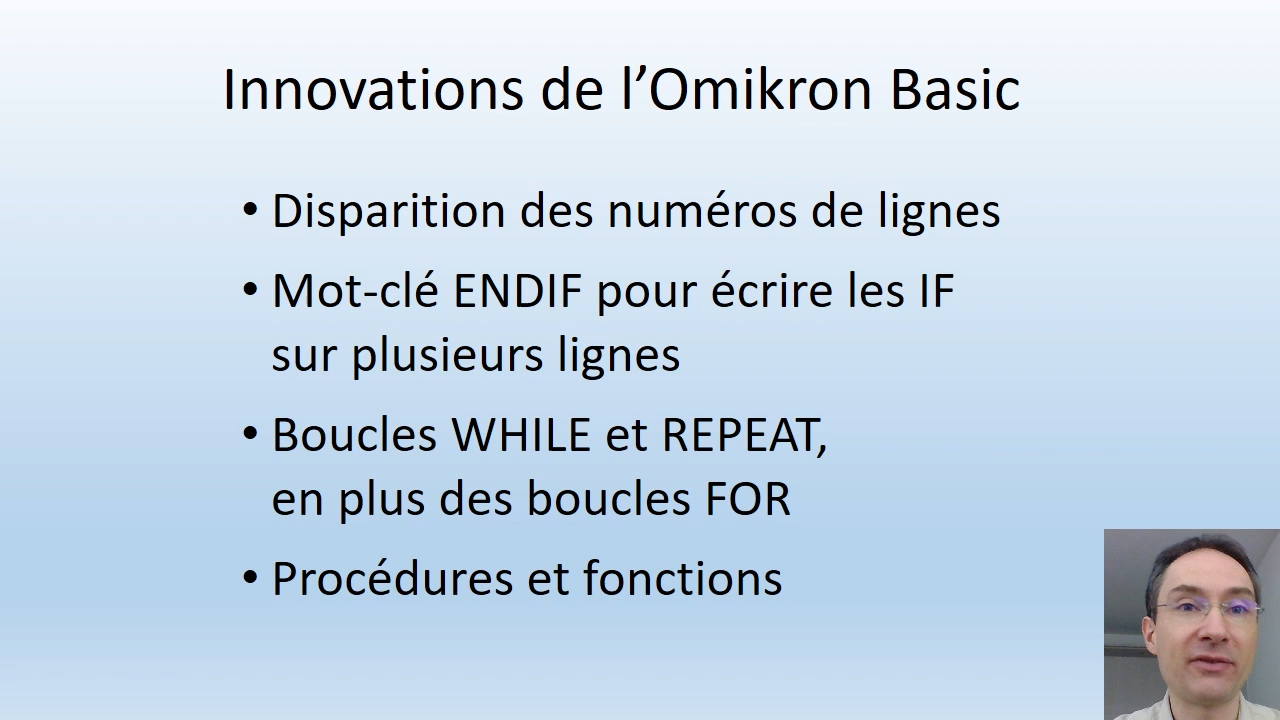 Innovations de l’Omikron Basic
• Disparition des numéros de lignes
• Mot-clé ENDIF pour écrire les IF
sur plusieurs lignes
• Boucles WHILE et REPEAT,
en plus des boucles FOR
• Procédures et fonctions